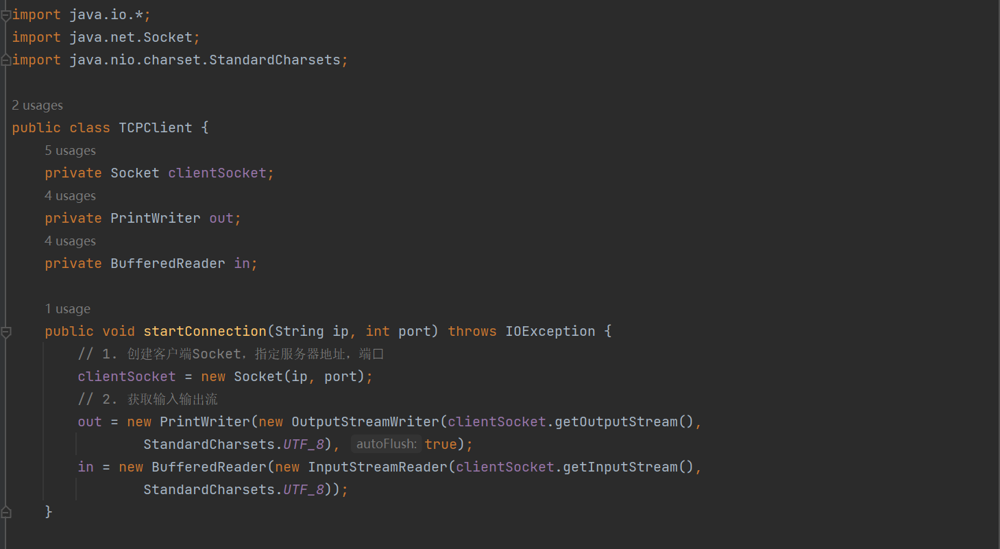 import java.io.*;
import java.net.Socket;
import java.nio.charset.StandardCharsets;
2 usages
public class TCPClient {
5 usages
private Socket clientSocket;
4 usages
private PrintWriter out;
4 usages
private BufferedReader in;
1 usage
public void startConnection(String ip, int port) throws IOException {
// 1. 创建客户端Socket，指定服务器地址，端口
clientSocket = new Socket(ip, port);
// 2. 获取输入输出流
out = new PrintWriter(new OutputStreamWriter(clientSocket.getOutputStream(),
StandardCharsets.UTF_8), autoFlush: true);
in = new BufferedReader(new InputStreamReader(clientSocket.getInputStream(),
StandardCharsets.UTF_8));
}